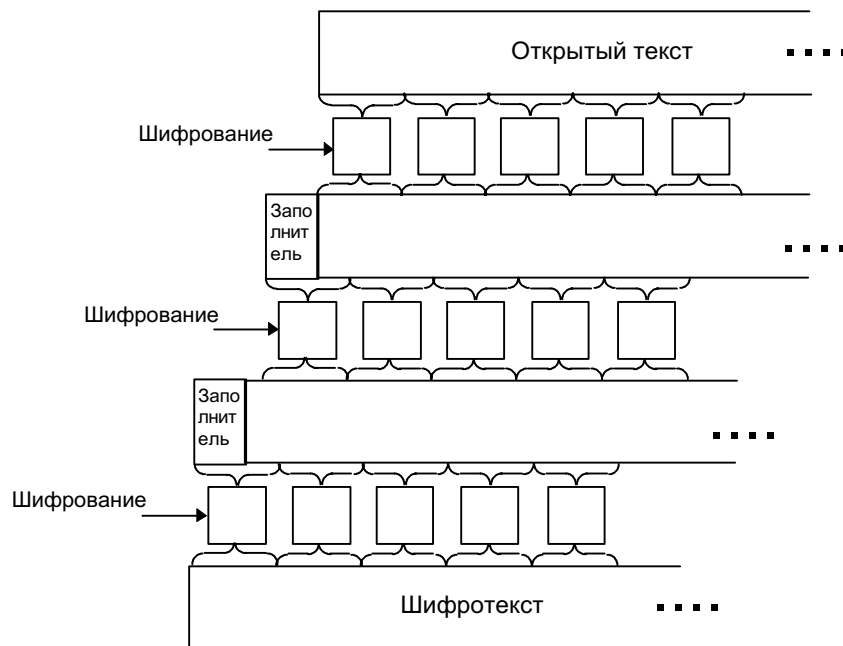 Открытый текст
Шифрование
Запо
лнит
ель
Шифрование
Запо
лнит
ель
Шифрование
Шифротекст